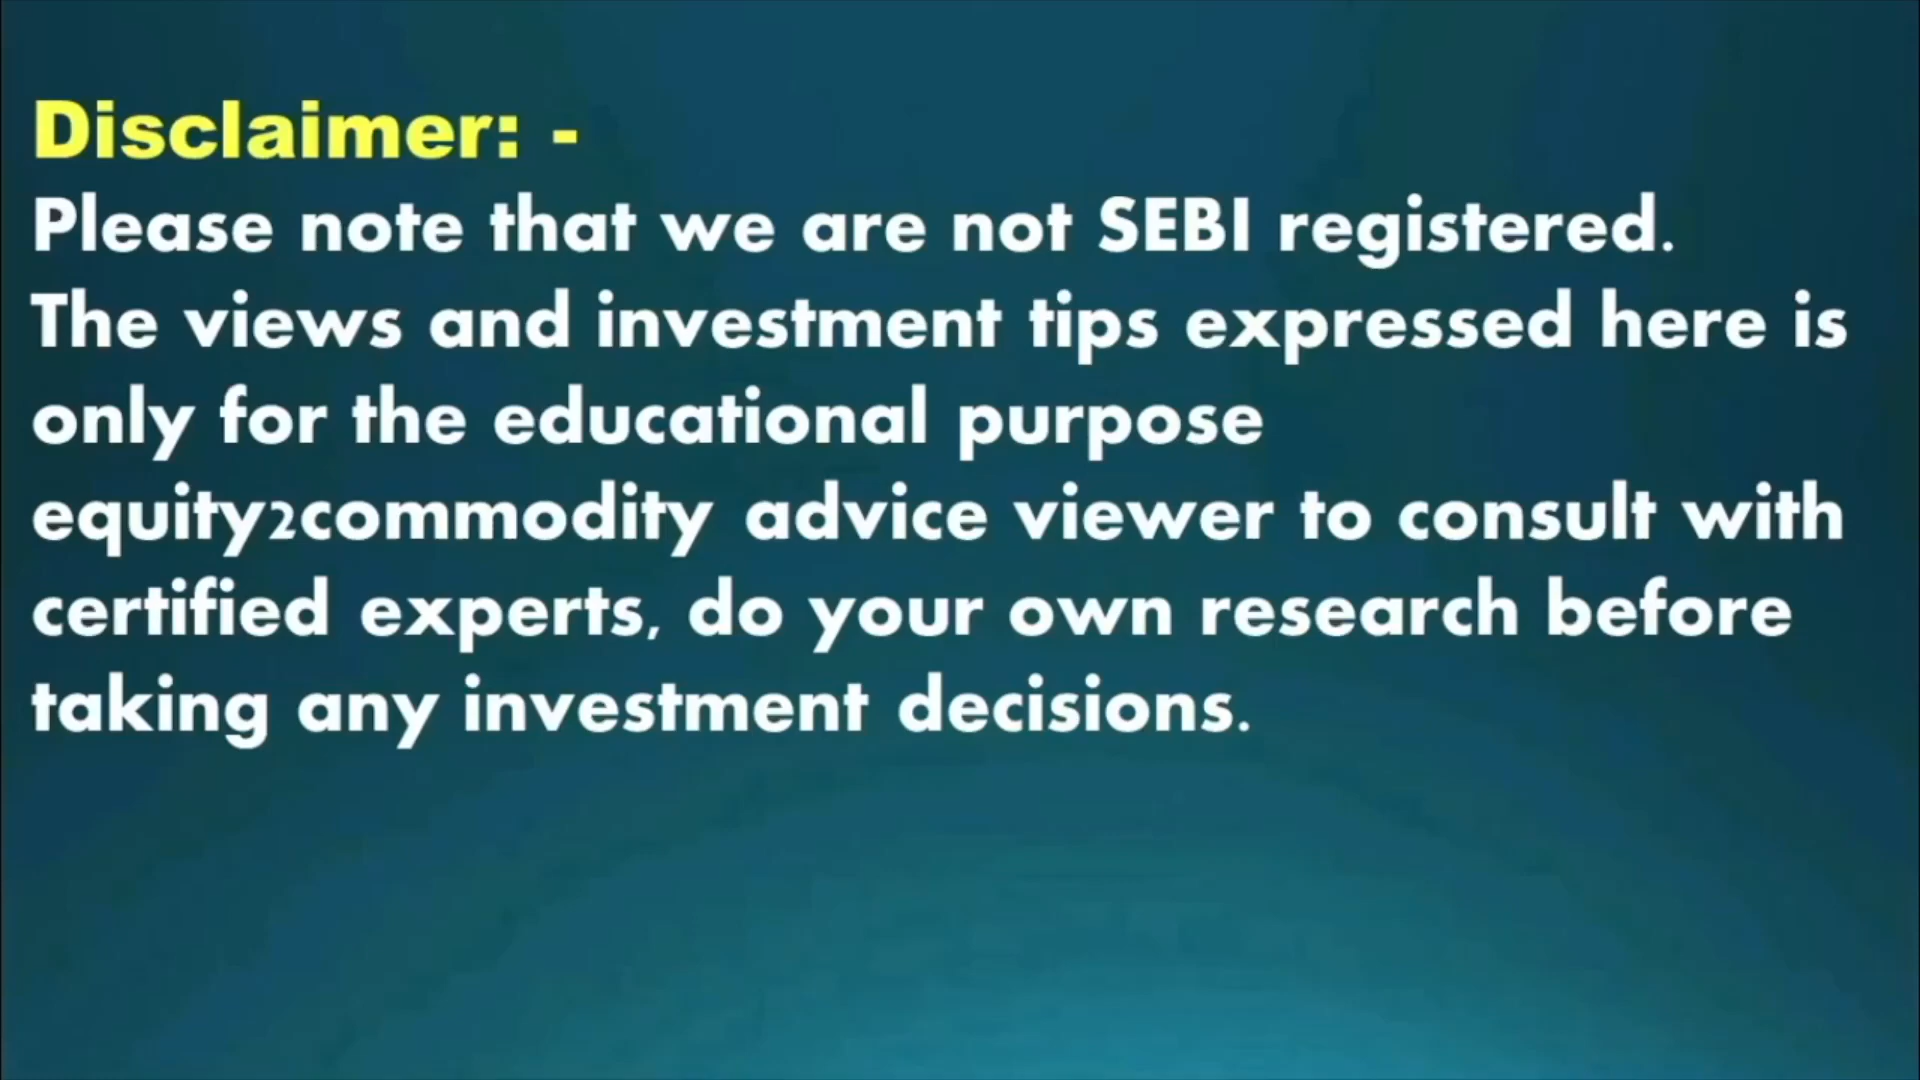 Disclaimer: -
Please note that we are not SEBI registered.
The views and investment tips expressed here is
only for the educational purpose
equity2commodity advice viewer to consult with
certified experts, do your own research before
taking any investment decisions.